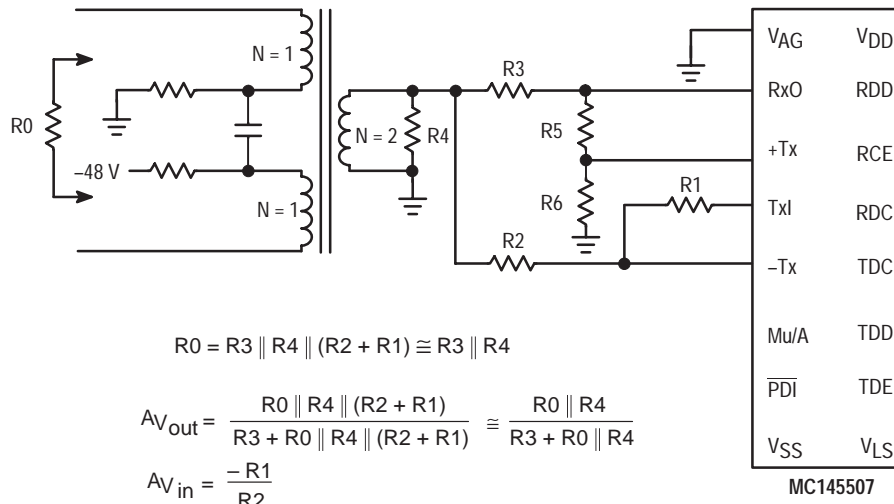 N = 1
R0
–48 V
N = 1
N = 2
R4
R3
R5
R6
R1
R2
VAG VDD
RxO RDD
+Tx RCE
TxI RDC
–Tx TDC
Mu/A TDD
PDI TDE
VSS VLS
MC145507
R0 = R3 || R4 || (R2 + R1) ≅ R3 || R4
AVout = R0 || R4 || (R2 + R1) / R3 + R0 || R4 || (R2 + R1) ≅ R0 || R4 / R3 + R0 || R4
AVin = – R1 / R2